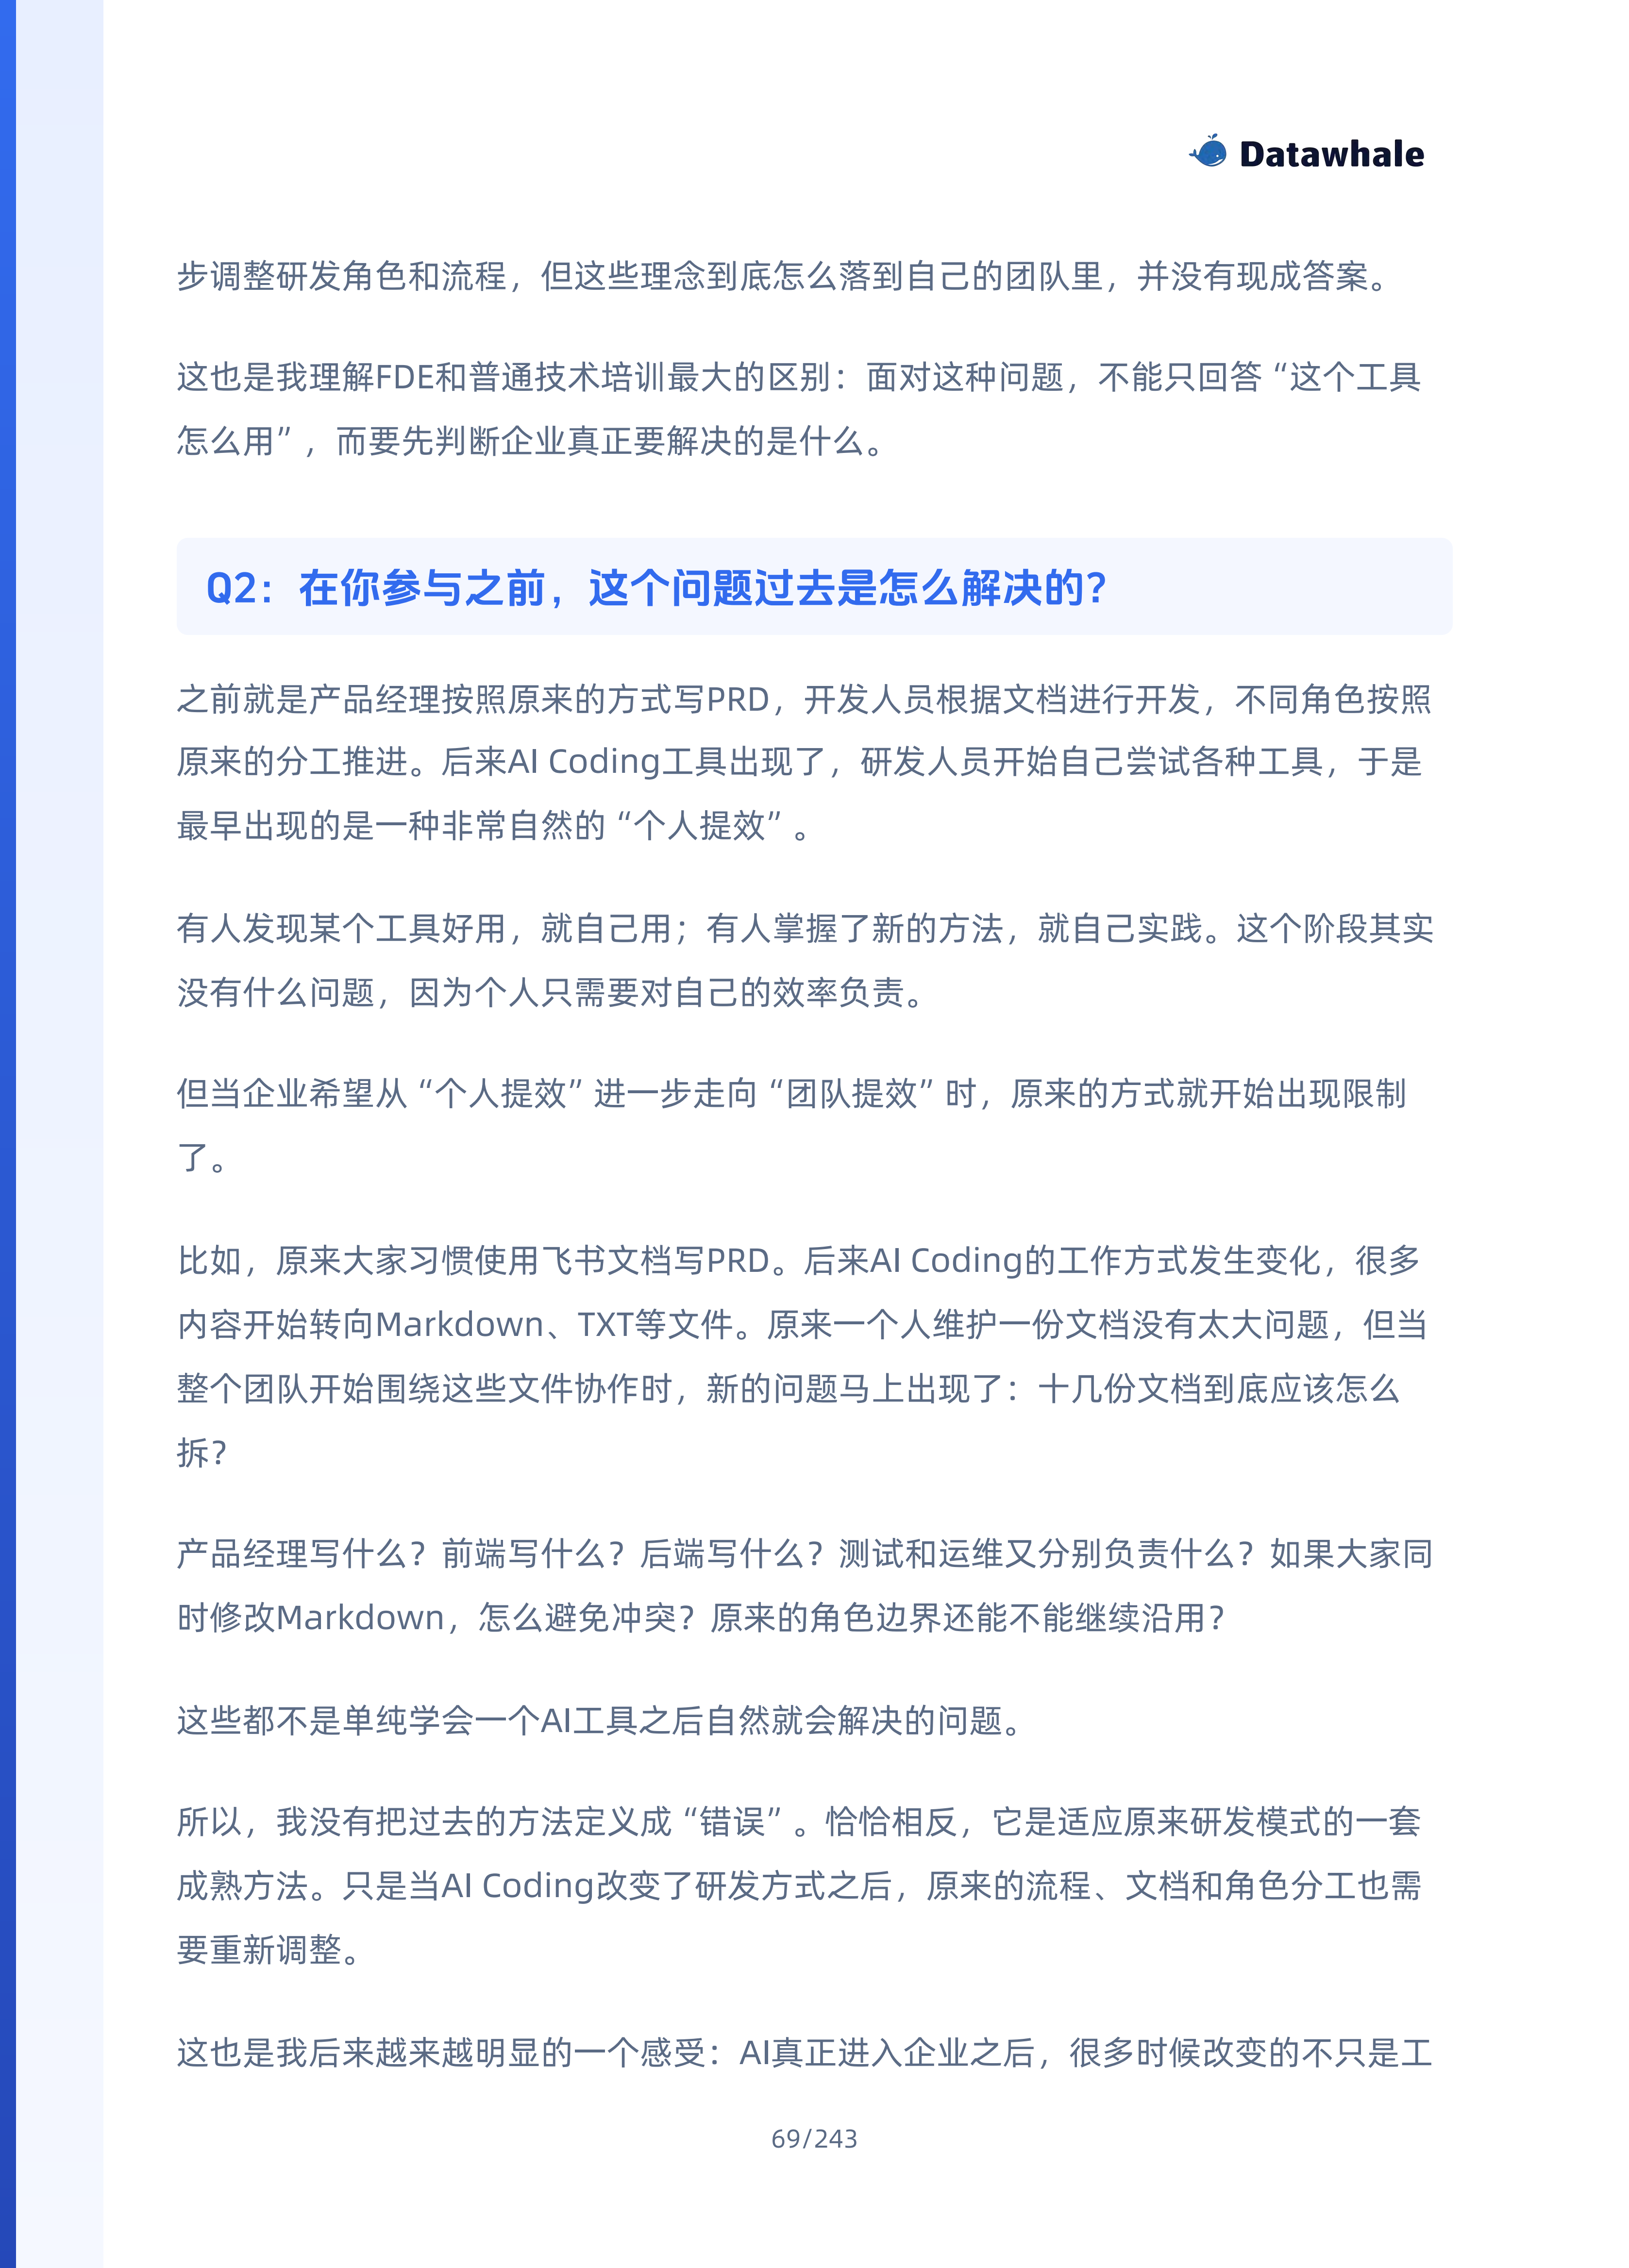 Datawhale
步调整研发角色和流程，但这些理念到底怎么落到自己的团队里，并没有现成答案。
这也是我理解FDE和普通技术培训最大的区别：面对这种问题，不能只回答“这个工具
怎么用”，而要先判断企业真正要解决的是什么。
Q2：在你参与之前，这个问题过去是怎么解决的？
之前就是产品经理按照原来的方式写PRD，开发人员根据文档进行开发，不同角色按照
原来的分工推进。后来AI Coding工具出现了，研发人员开始自己尝试各种工具，于是
最早出现的是一种非常自然的“个人提效”。
有人发现某个工具好用，就自己用；有人掌握了新的方法，就自己实践。这个阶段其实
没有什么问题，因为个人只需要对自己的效率负责。
但当企业希望从“个人提效”进一步走向“团队提效”时，原来的方式就开始出现限制
了。
比如，原来大家习惯使用飞书文档写PRD。后来AI Coding的工作方式发生变化，很多
内容开始转向Markdown、TXT等文件。原来一个人维护一份文档没有太大问题，但当
整个团队开始围绕这些文件协作时，新的问题马上出现了：十几份文档到底应该怎么
拆？
产品经理写什么？前端写什么？后端写什么？测试和运维又分别负责什么？如果大家同
时修改Markdown，怎么避免冲突？原来的角色边界还能不能继续沿用？
这些都不是单纯学会一个AI工具之后自然就会解决的问题。
所以，我没有把过去的方法定义成“错误”。恰恰相反，它是适应原来研发模式的一套
成熟方法。只是当AI Coding改变了研发方式之后，原来的流程、文档和角色分工也需
要重新调整。
这也是我后来越来越明显的一个感受：AI真正进入企业之后，很多时候改变的不只是工
69/243